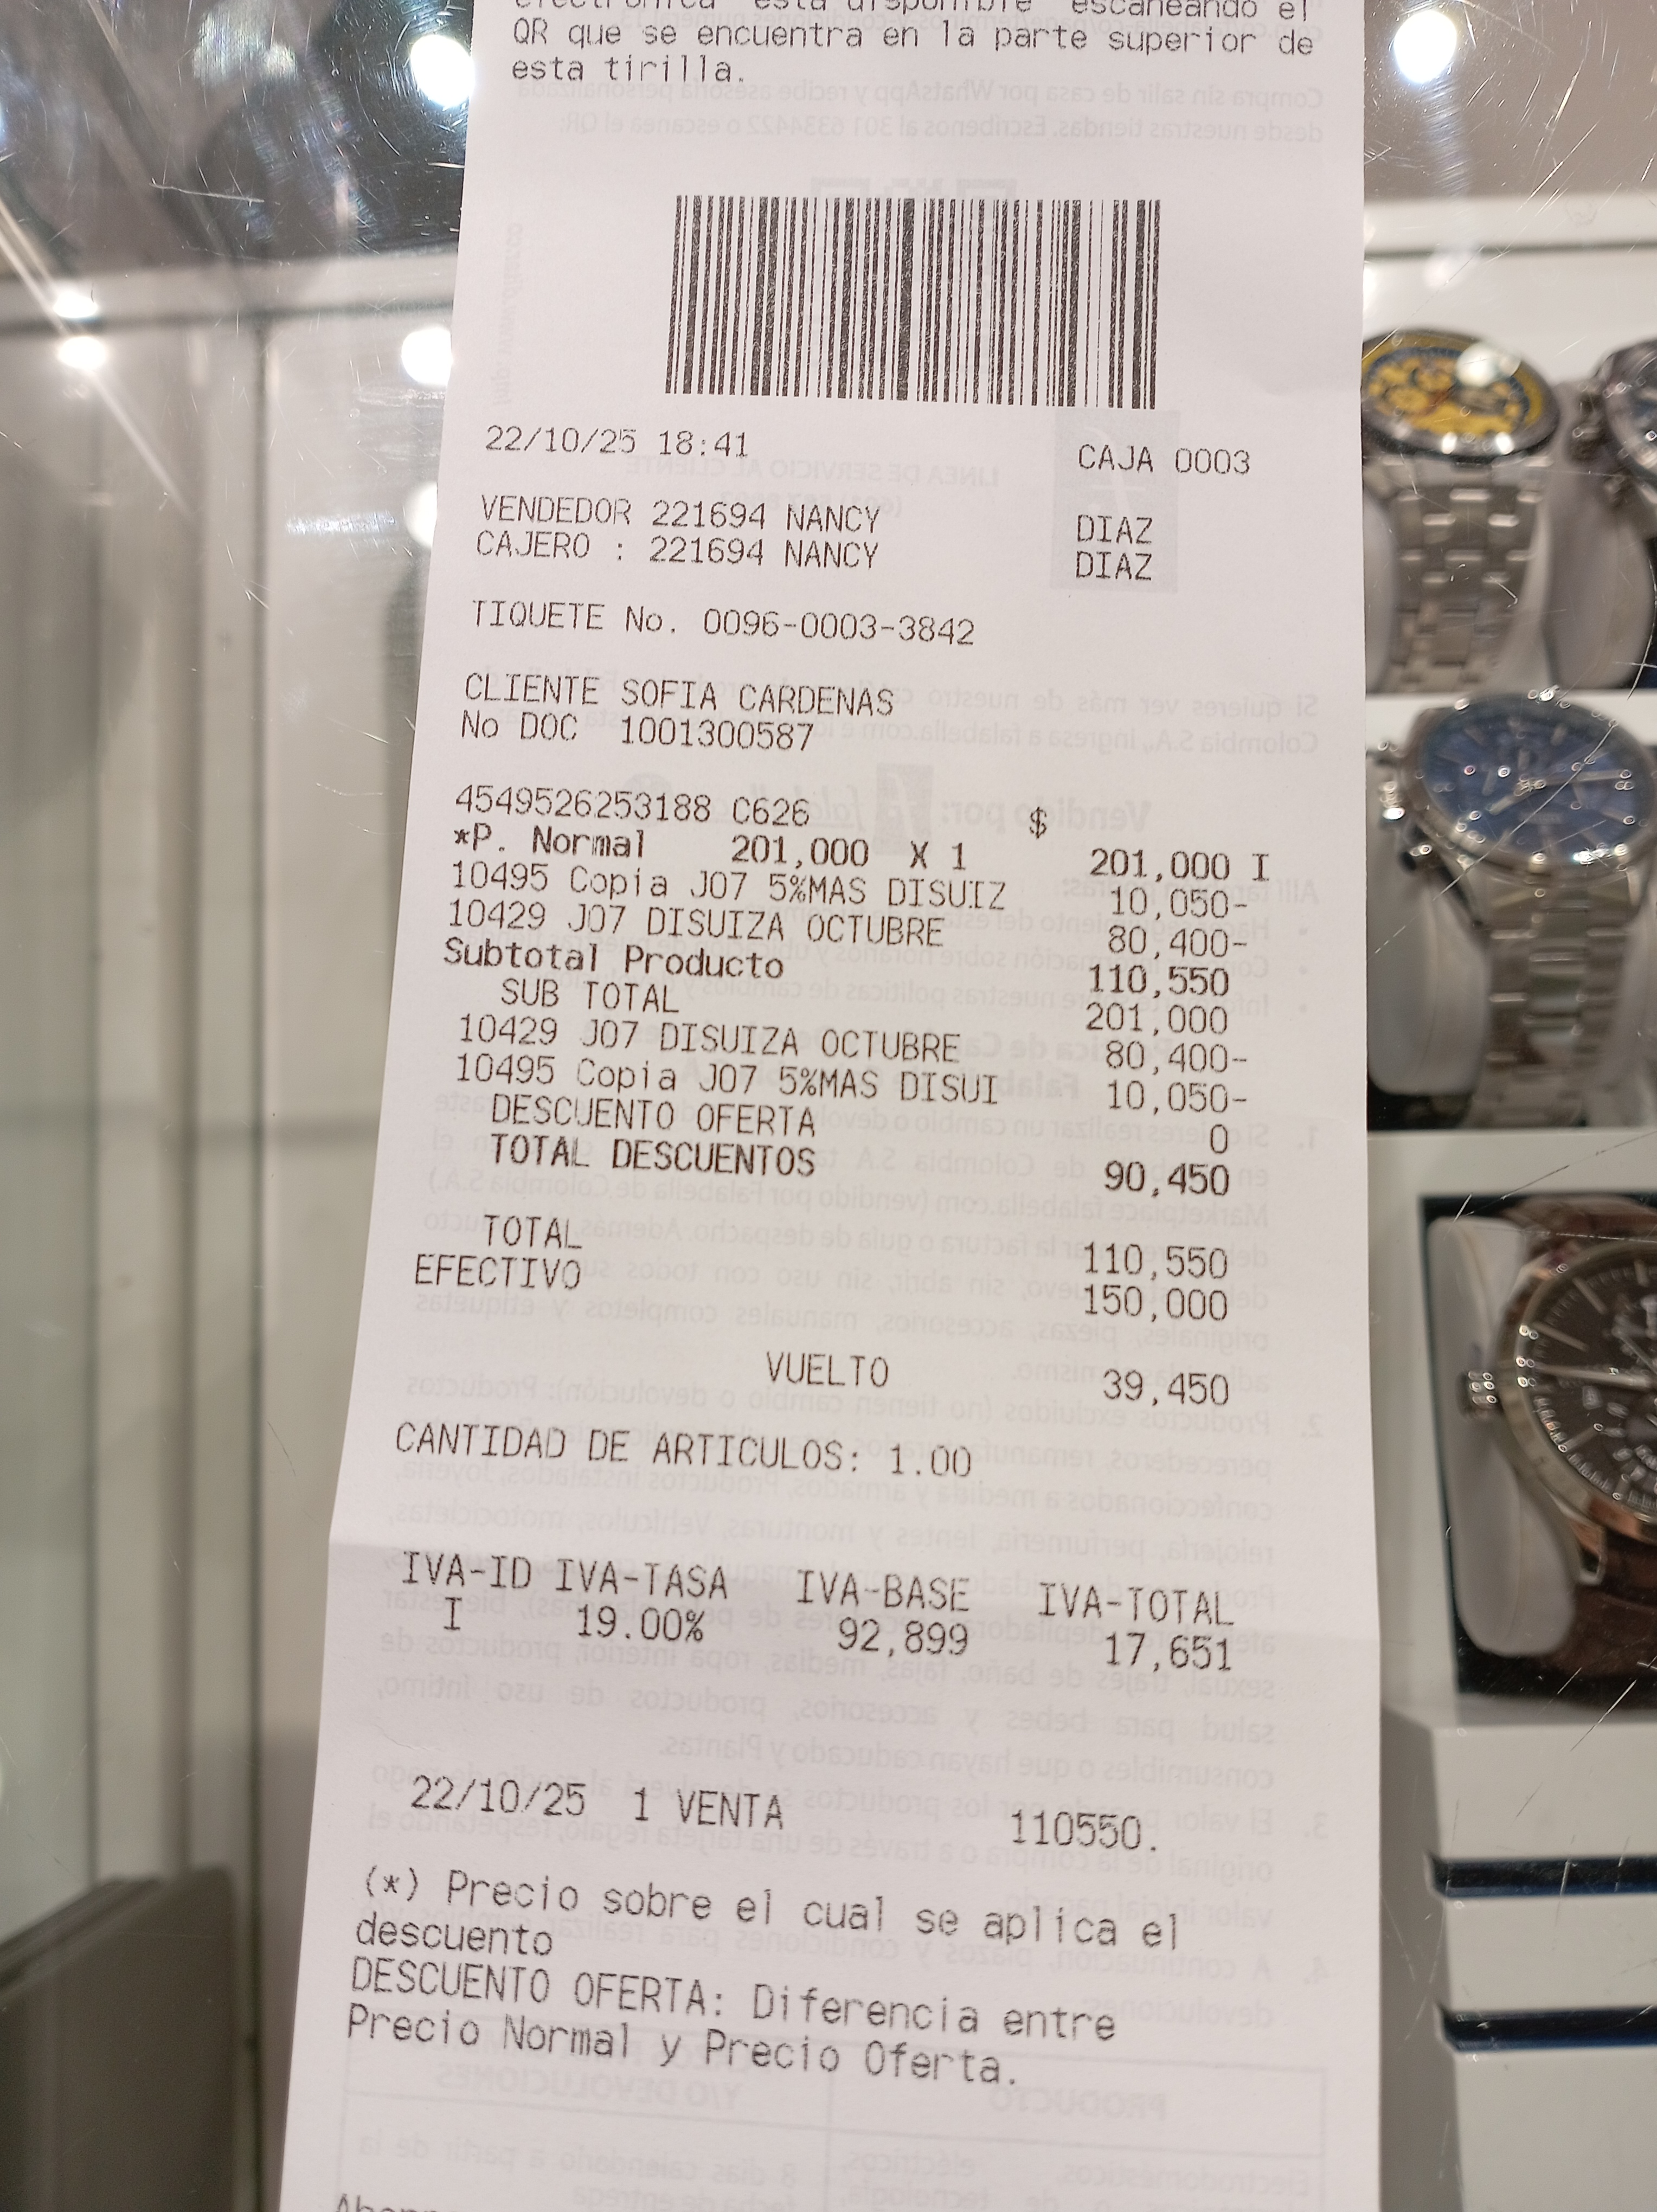 electrónica está disponible escaneando el
QR que se encuentra en la parte superior de
esta tirilla.
22/10/25 18:41 CAJA 0003
VENDEDOR 221694 NANCY DIAZ
CAJERO : 221694 NANCY DIAZ
TIQUETE No. 0096-0003-3842
CLIENTE SOFIA CARDENAS
No DOC 1001300587
4549526253188 C626 $
*P. Normal 201,000 X 1 201,000 I
10495 Copia J07 5%MAS DISUIZ 10,050-
10429 J07 DISUIZA OCTUBRE 80,400-
Subtotal Producto 110,550
SUB TOTAL 201,000
10429 J07 DISUIZA OCTUBRE 80,400-
10495 Copia J07 5%MAS DISUI 10,050-
DESCUENTO OFERTA 0
TOTAL DESCUENTOS 90,450
TOTAL 110,550
EFECTIVO 150,000
VUELTO 39,450
CANTIDAD DE ARTICULOS: 1.00
IVA-ID IVA-TASA IVA-BASE IVA-TOTAL
I 19.00% 92,899 17,651
22/10/25 1 VENTA 110550.
(*) Precio sobre el cual se aplica el
descuento
DESCUENTO OFERTA: Diferencia entre
Precio Normal y Precio Oferta.